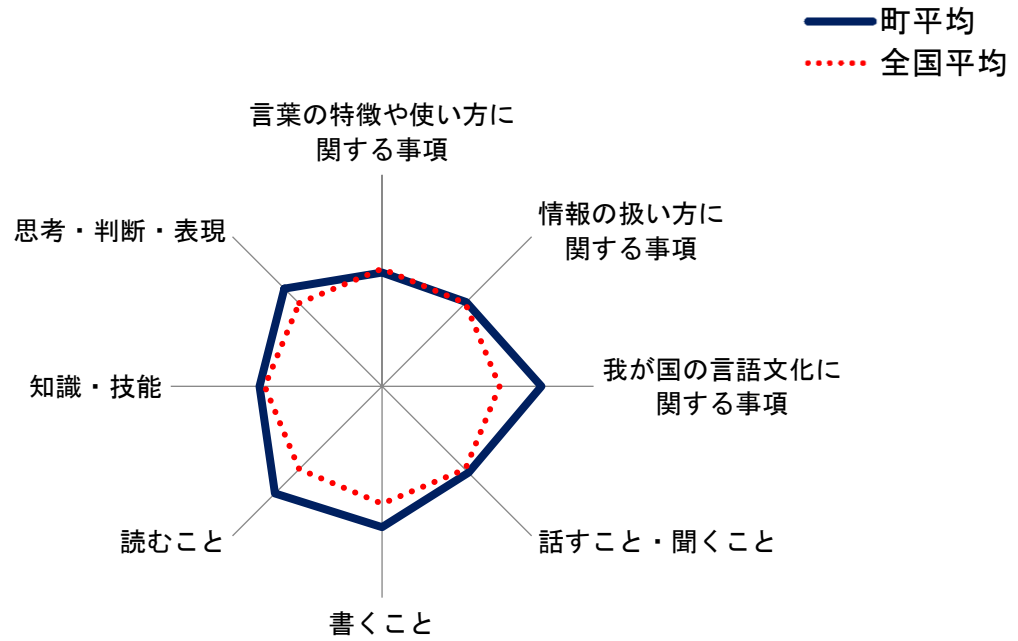 町平均
全国平均
言葉の特徴や使い方に
関する事項
情報の扱い方に
関する事項
我が国の言語文化に
関する事項
話すこと・聞くこと
書くこと
読むこと
知識・技能
思考・判断・表現